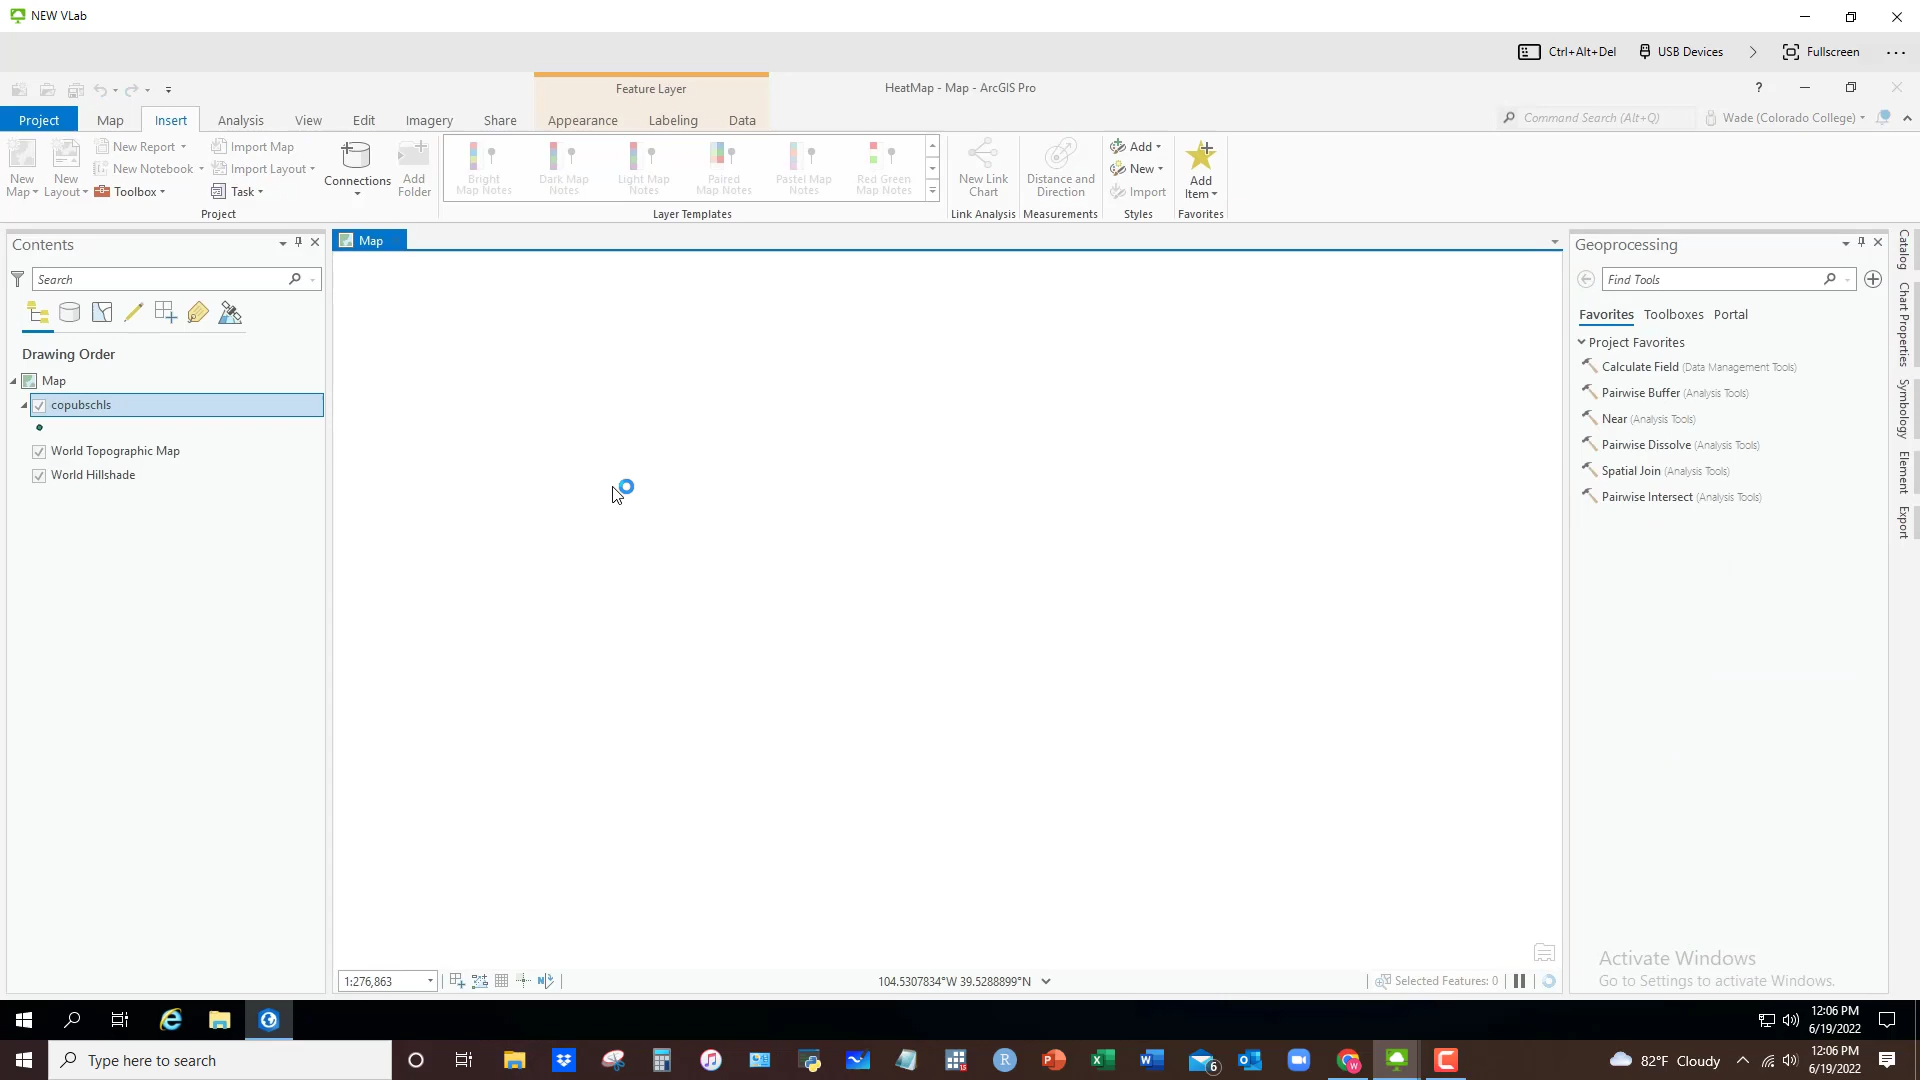 NEW VLab
Ctrl+Alt+Del
USB Devices
Fullscreen
Feature Layer
HeatMap - Map - ArcGIS Pro
?
Project
Map
Insert
Analysis
View
Edit
Imagery
Share
Appearance
Labeling
Data
Command Search (Alt+Q)
Wade (Colorado College)
New Map
New Layout
New Report
New Notebook
Toolbox
Import Map
Import Layout
Task
Connections
Add Folder
Bright Map Notes
Dark Map Notes
Light Map Notes
Paired Map Notes
Pastel Map Notes
Red Green Map Notes
New Link Chart
Distance and Direction
Add
New
Import
Add Item
Project
Layer Templates
Link Analysis
Measurements
Styles
Favorites
Contents
Search
Drawing Order
Map
copubschls
World Topographic Map
World Hillshade
Map
1:276,863
104.5307834°W 39.5288899°N
Selected Features: 0
Geoprocessing
Find Tools
Favorites
Toolboxes
Portal
Project Favorites
Calculate Field (Data Management Tools)
Pairwise Buffer (Analysis Tools)
Near (Analysis Tools)
Pairwise Dissolve (Analysis Tools)
Spatial Join (Analysis Tools)
Pairwise Intersect (Analysis Tools)
Catalog
Chart Properties
Symbology
Element
Export
Activate Windows
Go to Settings to activate Windows.
12:06 PM
6/19/2022
Type here to search
6
82°F Cloudy
12:06 PM
6/19/2022